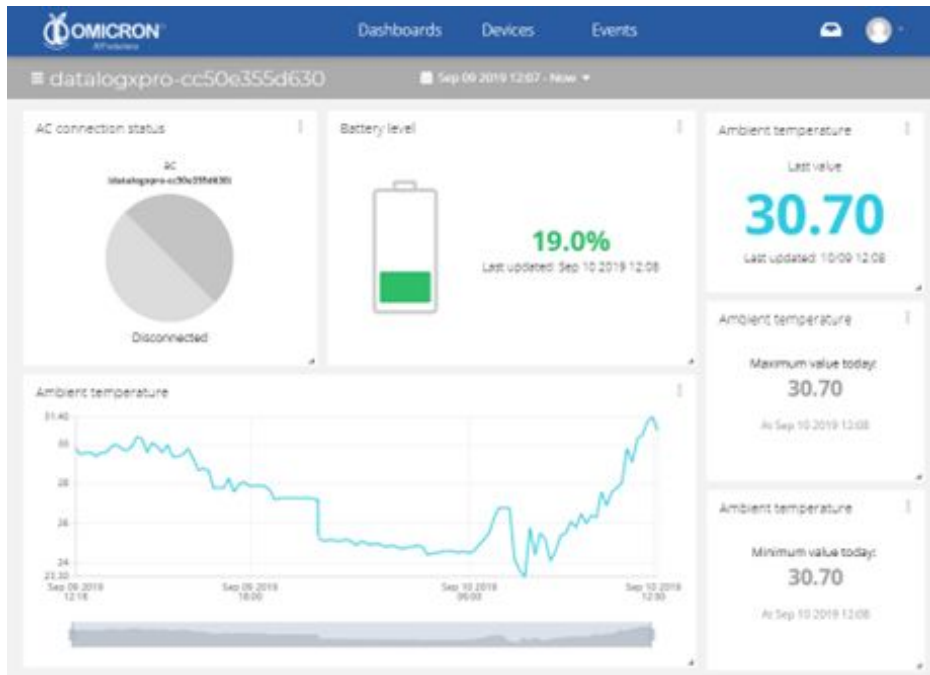 OMICRON
Dashboards
Devices
Events
datalogxpro-cc50e355d630
Sep 09 2019 12:07 - Now
AC connection status
ac
(datalogxpro-cc50e355d630)
Disconnected
Battery level
19.0%
Last updated: Sep 10 2019 12:08
Ambient temperature
Last value
30.70
Last updated: 10/09 12:08
Ambient temperature
Maximum value today:
30.70
At Sep 10 2019 12:08
Ambient temperature
31.40
30
28
26
24
23.30
Sep 09 2019
12:18
Sep 09 2019
18:00
Sep 10 2019
Sep 10 2019
12:00
Ambient temperature
Minimum value today:
30.70
At Sep 10 2019 12:08